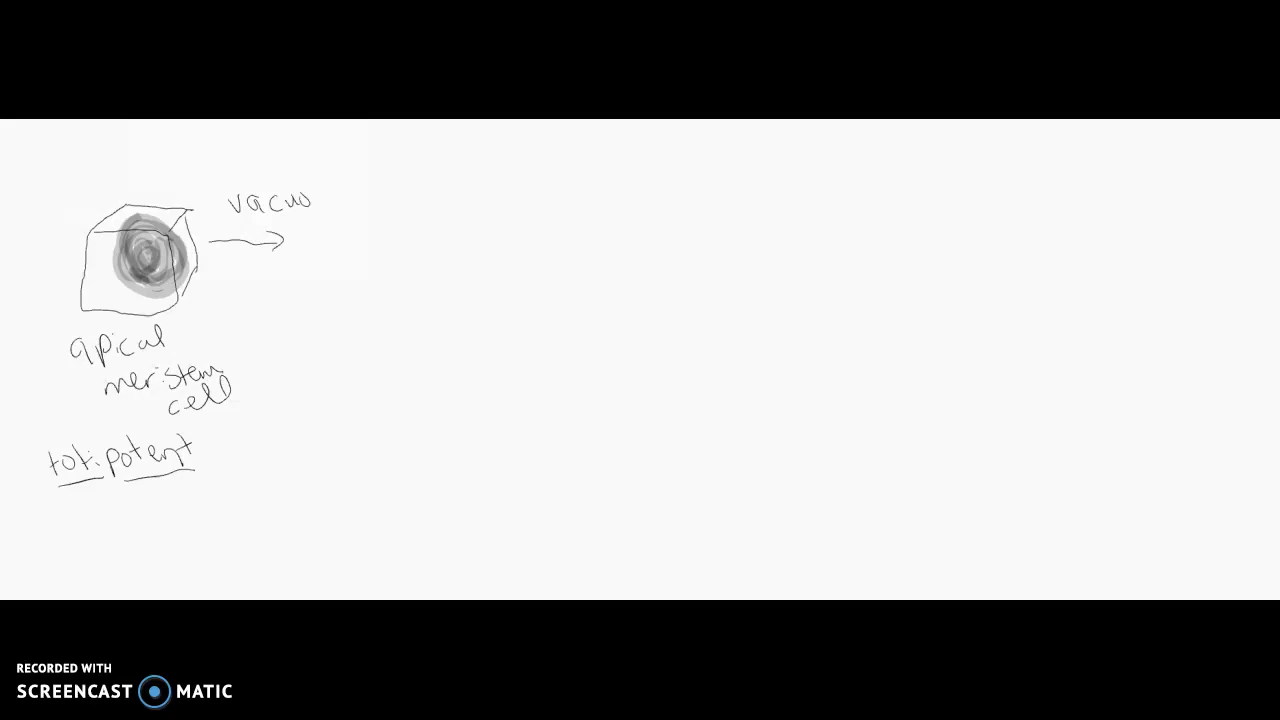 vacuo
apical
meristem
cell
totipotent
RECORDED WITH
SCREENCAST MATIC